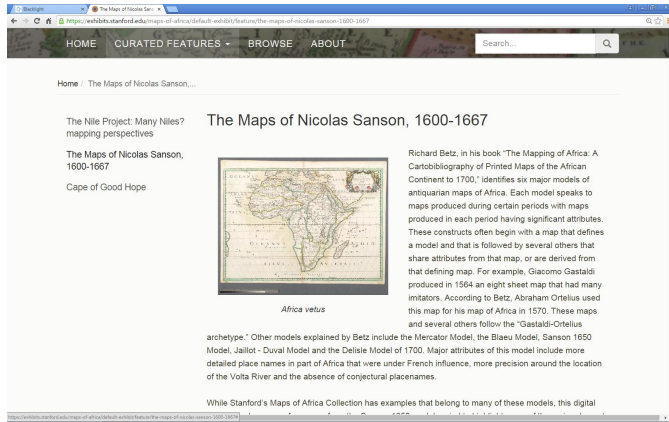 Blacklight
The Maps of Nicolas Sans
https://exhibits.stanford.edu/maps-of-africa/default-exhibit/feature/the-maps-of-nicolas-sanson-1600-1667
HOME CURATED FEATURES BROWSE ABOUT
Search...
Home / The Maps of Nicolas Sanson,...
The Nile Project: Many Niles?
mapping perspectives
The Maps of Nicolas Sanson,
1600-1667
Cape of Good Hope
The Maps of Nicolas Sanson, 1600-1667
Africa vetus
Richard Betz, in his book “The Mapping of Africa: A
Cartobibliography of Printed Maps of the African
Continent to 1700,” identifies six major models of
antiquarian maps of Africa. Each model speaks to
maps produced during certain periods with maps
produced in each period having significant attributes.
These constructs often begin with a map that defines
a model and that is followed by several others that
share attributes from that map, or are derived from
that defining map. For example, Giacomo Gastaldi
produced in 1564 an eight sheet map that had many
imitators. According to Betz, Abraham Ortelius used
this map for his map of Africa in 1570. These maps
and several others follow the “Gastaldi-Ortelius
archetype.” Other models explained by Betz include the Mercator Model, the Blaeu Model, Sanson 1650
Model, Jaillot - Duval Model and the Delisle Model of 1700. Major attributes of this model include more
detailed place names in part of Africa that were under French influence, more precision around the location
of the Volta River and the absence of conjectural placenames.
While Stanford’s Maps of Africa Collection has examples that belong to many of these models, this digital
https://exhibits.stanford.edu/maps-of-africa/default-exhibit/feature/the-maps-of-nicolas-sanson-1600-1667#